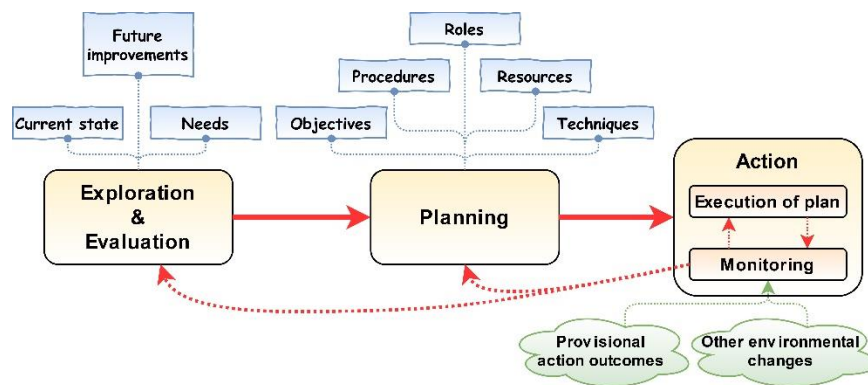 Future
improvements
Current state
Needs
Roles
Procedures
Resources
Objectives
Techniques
Exploration
&
Evaluation
Planning
Action
Execution of plan
Monitoring
Provisional
action outcomes
Other environmental
changes